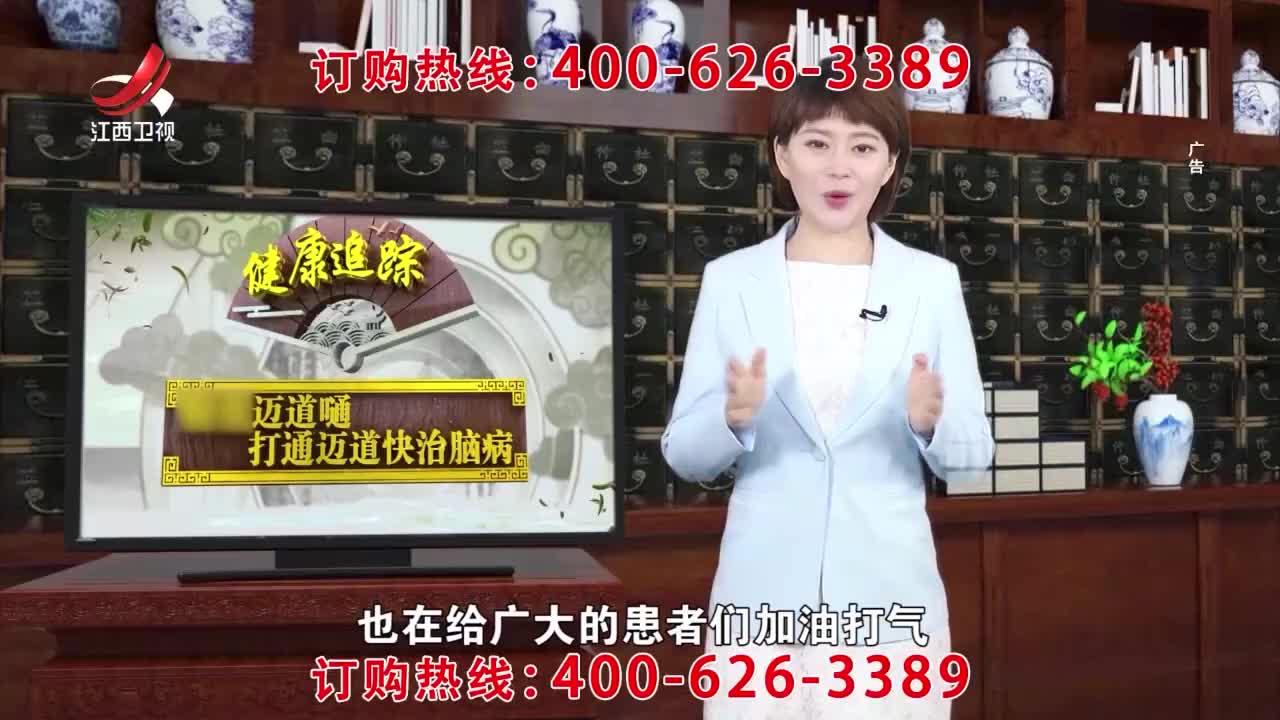 订购热线:400-626-3389
江西卫视
广告
健康追踪
迈道嗵
打通迈道快治脑病
也在给广大的患者们加油打气
订购热线:400-626-3389